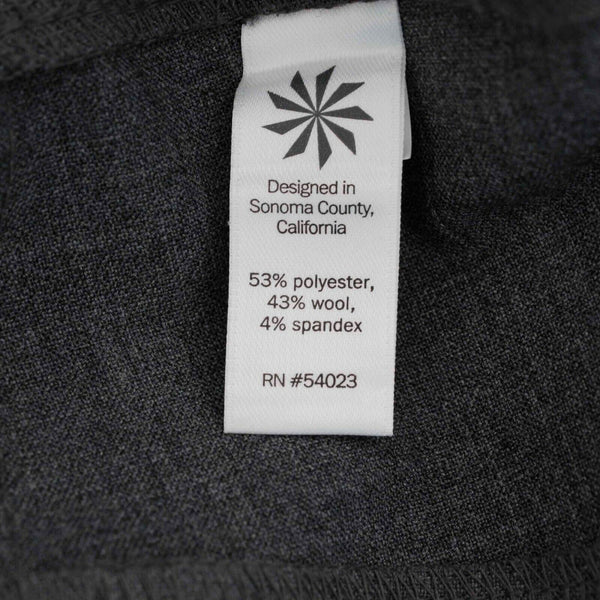 Designed in
Sonoma County,
California
53% polyester,
43% wool,
4% spandex
RN #54023